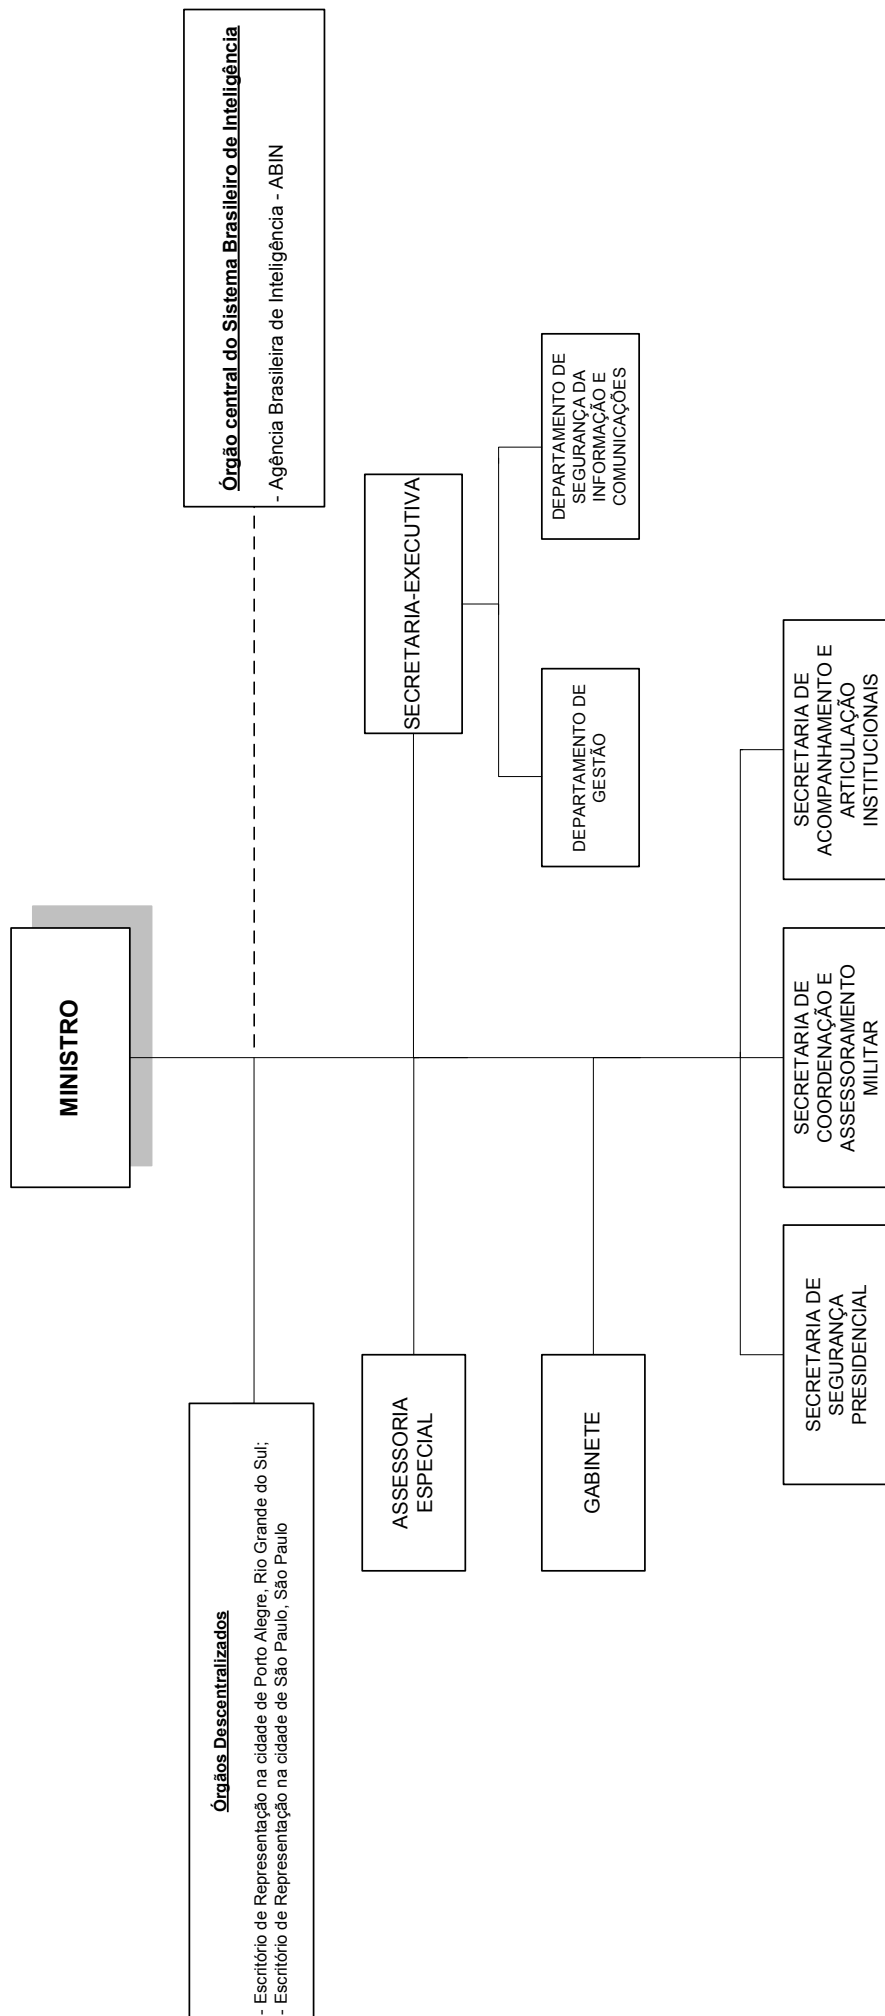 MINISTRO
Órgãos Descentralizados
- Escritório de Representação na cidade de Porto Alegre, Rio Grande do Sul;
- Escritório de Representação na cidade de São Paulo, São Paulo
Órgão central do Sistema Brasileiro de Inteligência
- Agência Brasileira de Inteligência - ABIN
ASSESSORIA
ESPECIAL
SECRETARIA-EXECUTIVA
GABINETE
DEPARTAMENTO DE
GESTÃO
DEPARTAMENTO DE
SEGURANÇA DA
INFORMAÇÃO E
COMUNICAÇÕES
SECRETARIA DE
SEGURANÇA
PRESIDENCIAL
SECRETARIA DE
COORDENAÇÃO E
ASSESSORAMENTO
MILITAR
SECRETARIA DE
ACOMPANHAMENTO E
ARTICULAÇÃO
INSTITUCIONAIS